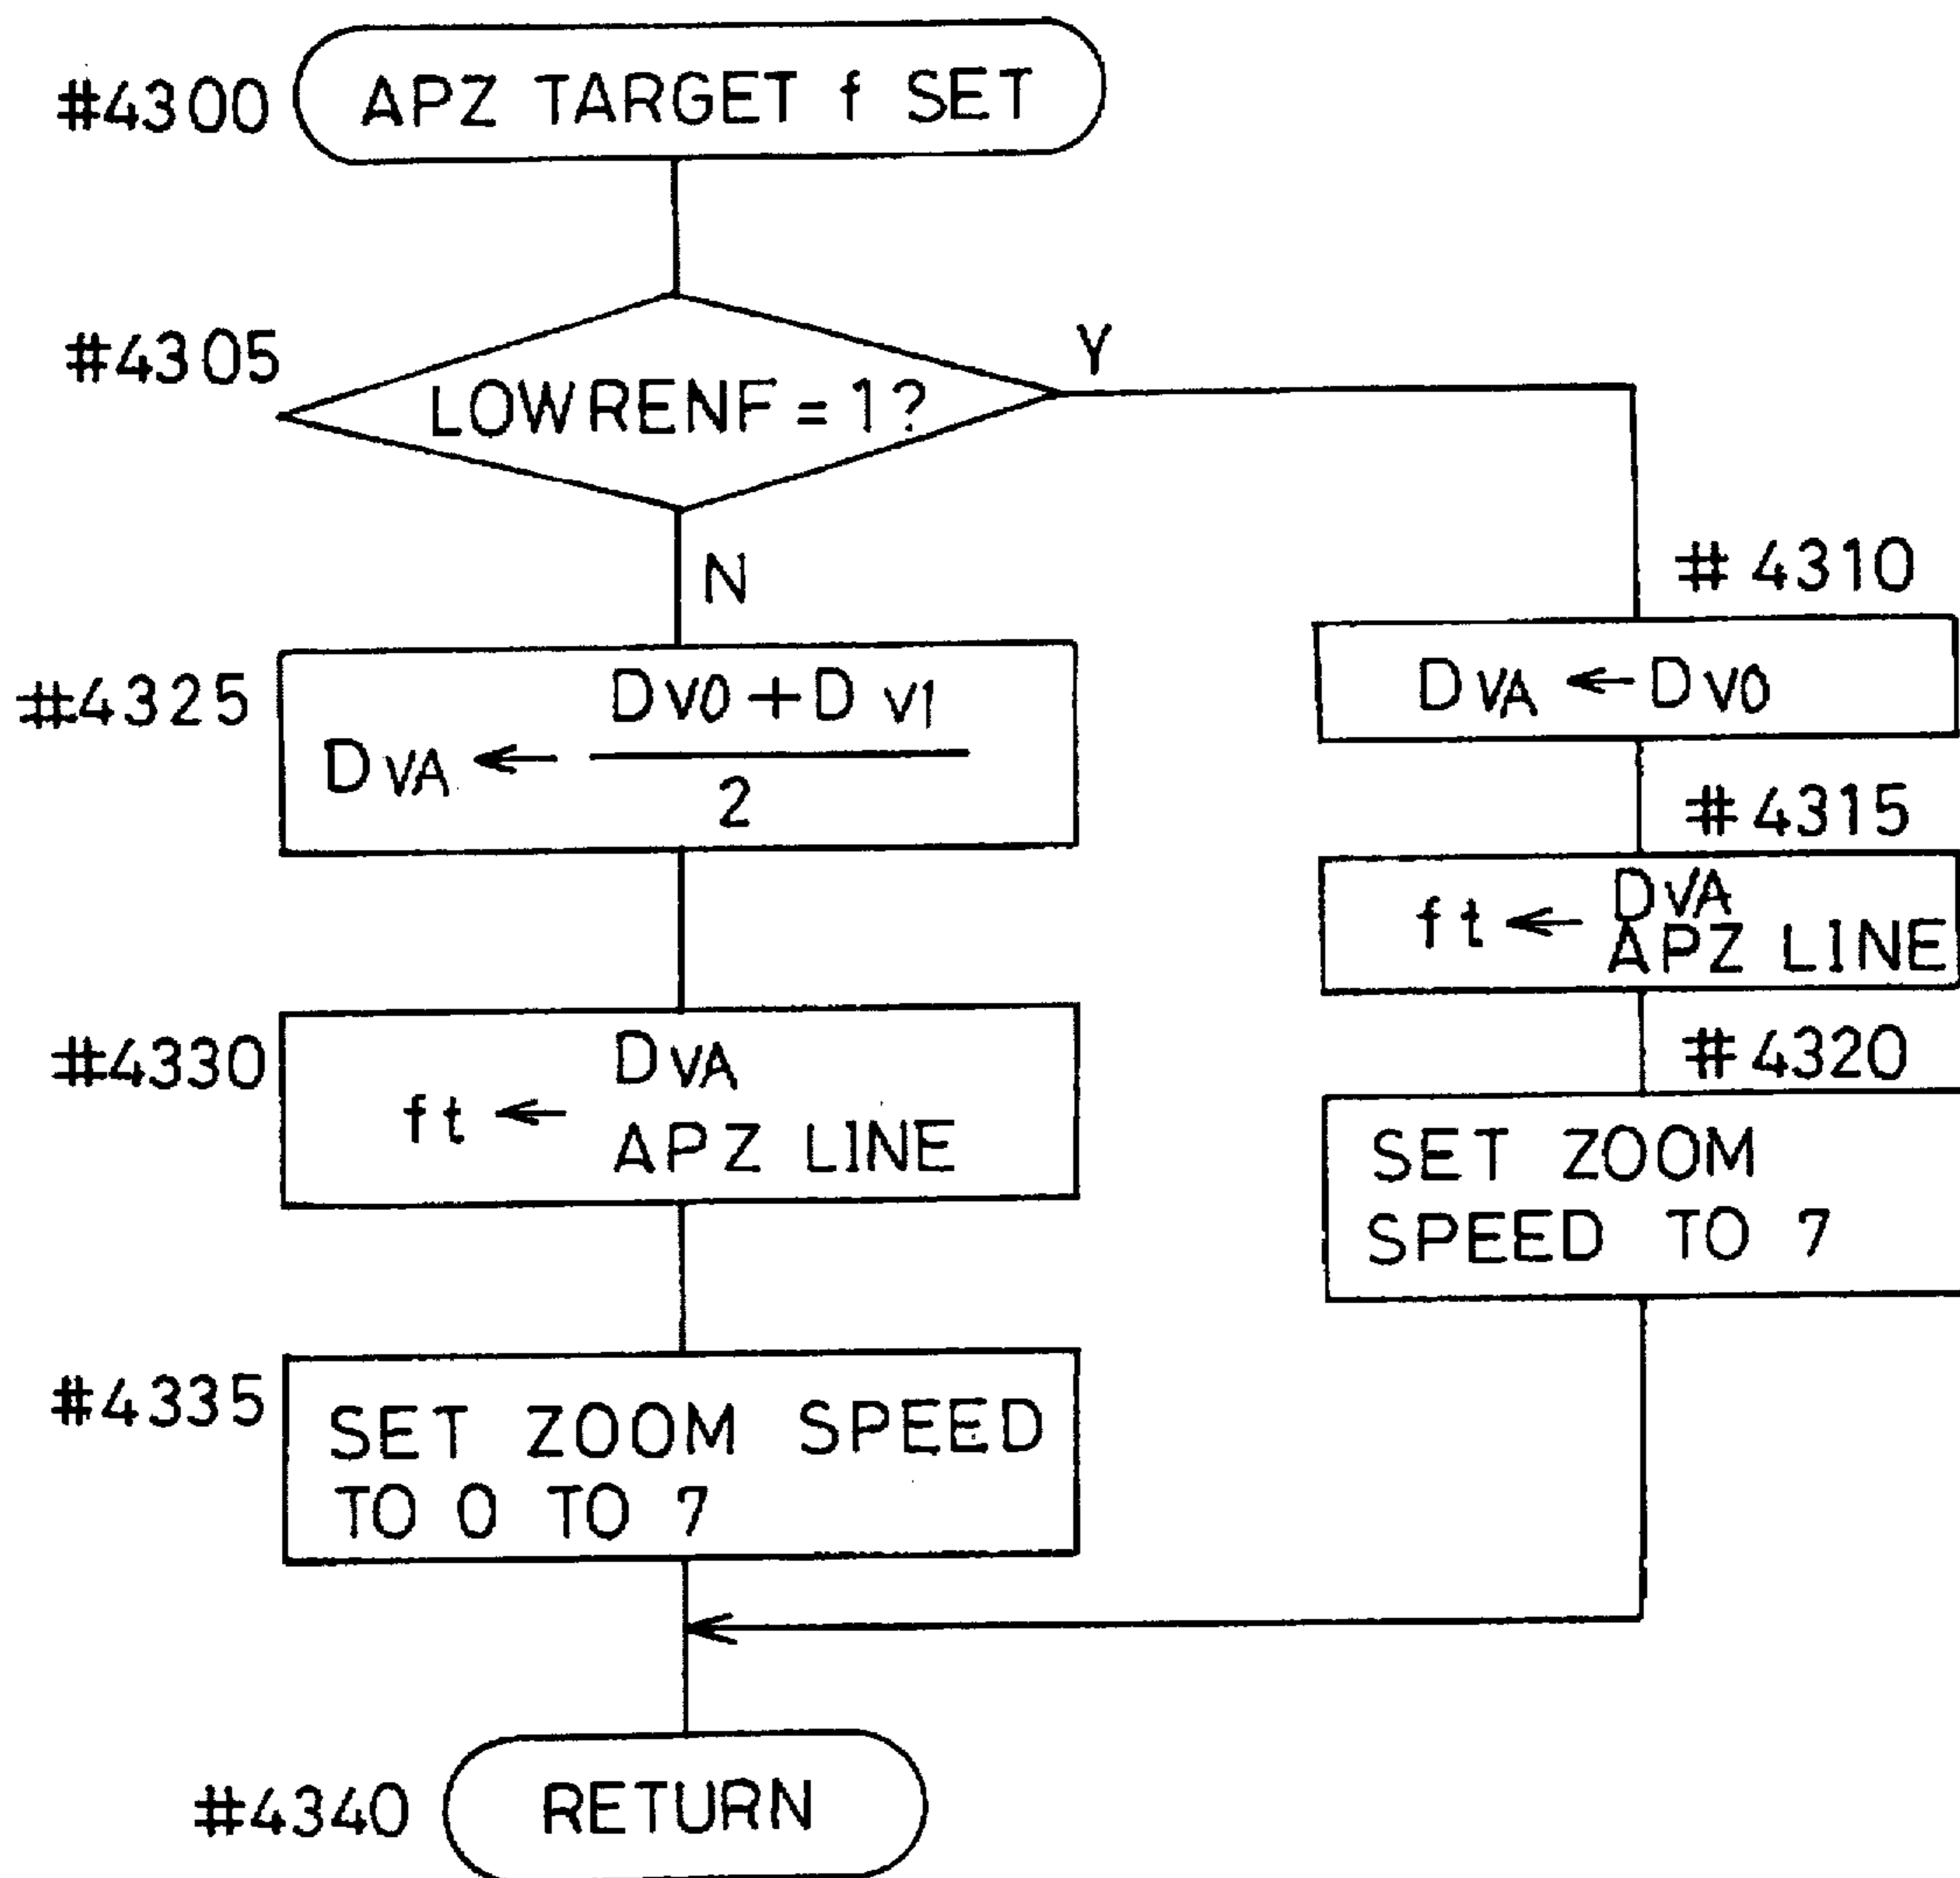 #4300
APZ TARGET f SET
#4305
LOWRENF = 1?
Y
N
#4310
DVA ← DV0
#4315
ft ← DVA
APZ LINE
#4320
SET ZOOM
SPEED TO 7
#4325
DVA ← DV0 + DV1
2
#4330
ft ← DVA
APZ LINE
#4335
SET ZOOM SPEED
TO 0 TO 7
#4340
RETURN